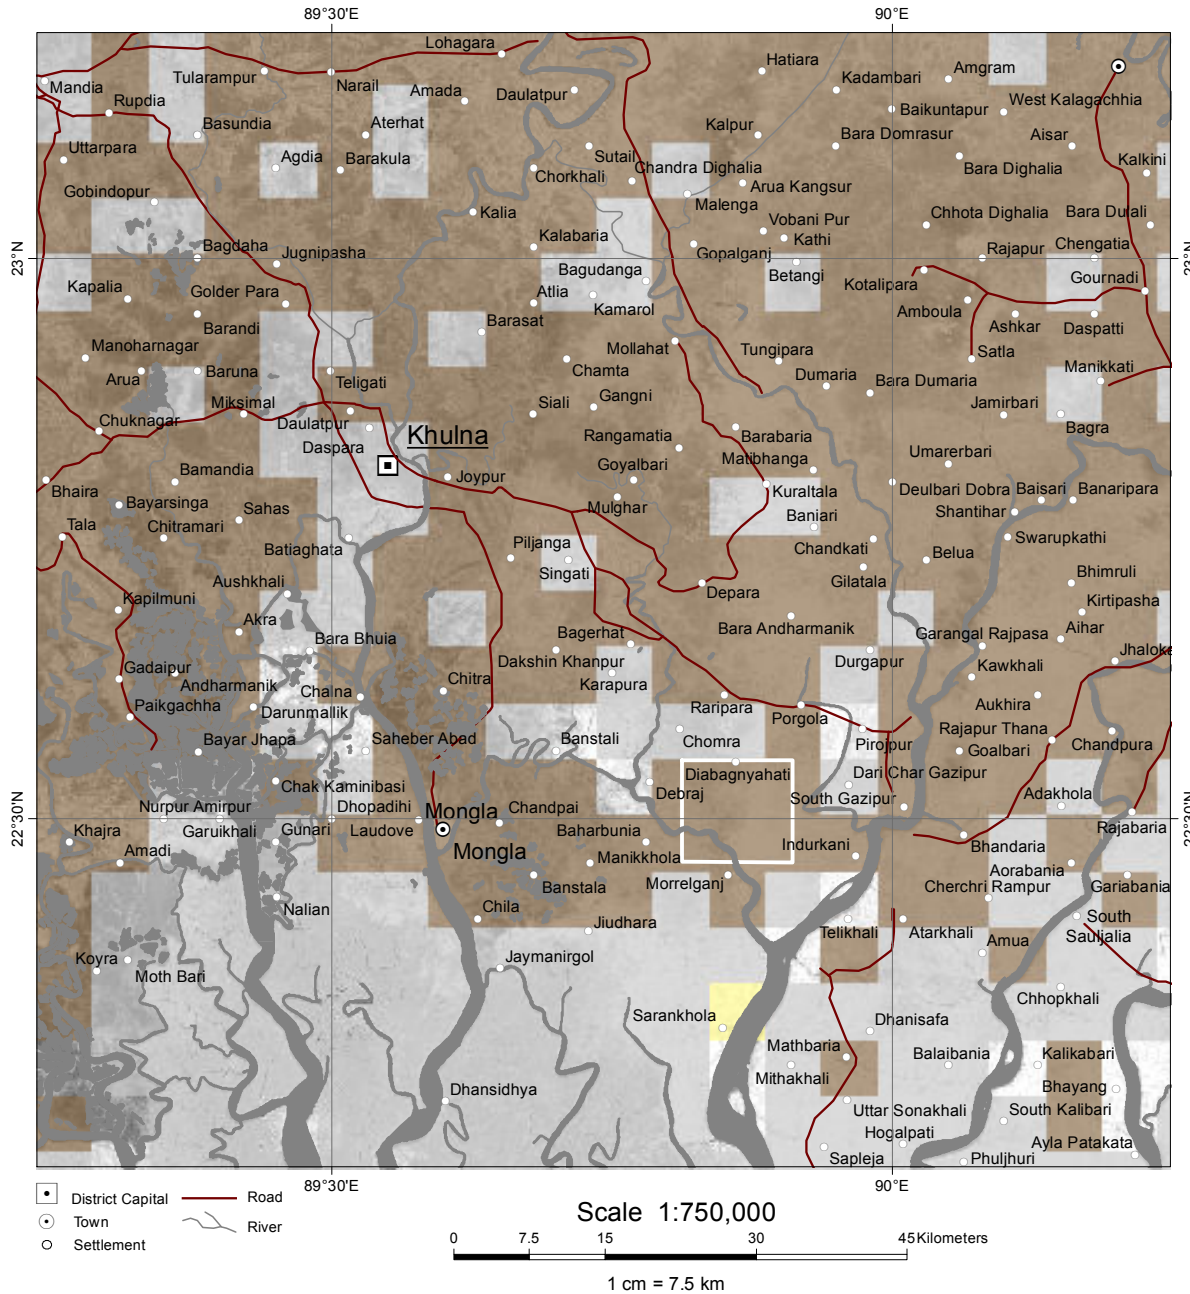 89°30'E 90°E
Lohagara
Hatiara
Mandia
Tularampur
Narail
Amada
Daulatpur
Kadambari
Amgram
Rupdia
Baikuntapur
West Kalagachhia
Basundia
Aterhat
Kalpur
Bara Domrasur
Aisar
Uttarpara
Agdia
Barakula
Sutail
Chandra Dighalia
Bara Dighalia
Kalkini
Gobindopur
Chorkhali
Arua Kangsur
Malenga
Kalia
Vobani Pur
Chhota Dighalia
Bara Dulali
Bagdaha
Jugnipasha
Kalabaria
Kathi
Gopalganj
Rajapur
Chengatia
23°N
23°N
Kapalia
Golder Para
Bagudanga
Betangi
Kotalipara
Gournadi
Atlia
Kamarol
Amboula
Barandi
Barasat
Ashkar
Daspatti
Manoharnagar
Mollahat
Tungipara
Satla
Arua
Baruna
Teligati
Chamta
Dumaria
Bara Dumaria
Manikkati
Miksimal
Siali
Gangni
Jamirbari
Chuknagar
Daulatpur
Daspara
Khulna
Rangamatia
Barabaria
Bagra
Matibhanga
Umarerbari
Bamandia
Joypur
Goyalbari
Bhaira
Bayarsinga
Kuraltala
Deulbari Dobra
Baisari
Banaripara
Sahas
Mulghar
Baniari
Shantihar
Tala
Chitramari
Batiaghata
Piljanga
Chandkati
Swarupkathi
Singati
Belua
Aushkhali
Gilatala
Bhimruli
Kapilmuni
Depara
Kirtipasha
Akra
Bara Bhuia
Bagerhat
Bara Andharmanik
Garangal Rajpasa
Aihar
Jhaloka
Gadaipur
Dakshin Khanpur
Durgapur
Kawkhali
Andharmanik
Chalna
Chitra
Karapura
Paikgachha
Darunmallik
Raripara
Porgola
Aukhira
Bayar Jhapa
Saheber Abad
Banstali
Chomra
Pirojpur
Rajapur Thana
Goalbari
Chandpura
Chak Kaminibasi
Diabagnyahati
Dari Char Gazipur
Nurpur Amirpur
Dhopadihi
Mongla
Chandpai
Debraj
South Gazipur
Adakhola
22°30'N
22°30'N
Khajra
Garuikhali
Gunari
Laudove
Baharbunia
Rajabaria
Amadi
Mongla
Manikkhola
Indurkani
Bhandaria
Aorabania
Banstala
Morrelganj
Cherchri Rampur
Gariabania
Nalian
Chila
Jiudhara
Telikhali
Atarkhali
South
Saujialia
Amua
Koyra
Moth Bari
Jaymanirgol
Chhopkhali
Sarankhola
Dhanisafa
Mathbaria
Balaibania
Kalikabari
Mithakhali
Bhayang
Dhansidhya
Uttar Sonakhali
South Kalibari
Hogalpati
Ayla Patakata
Sapleja
Phuljhuri
89°30'E 90°E
District Capital
Road
Town
River
Settlement
Scale 1:750,000
0 7.5 15 30 45 Kilometers
1 cm = 7.5 km